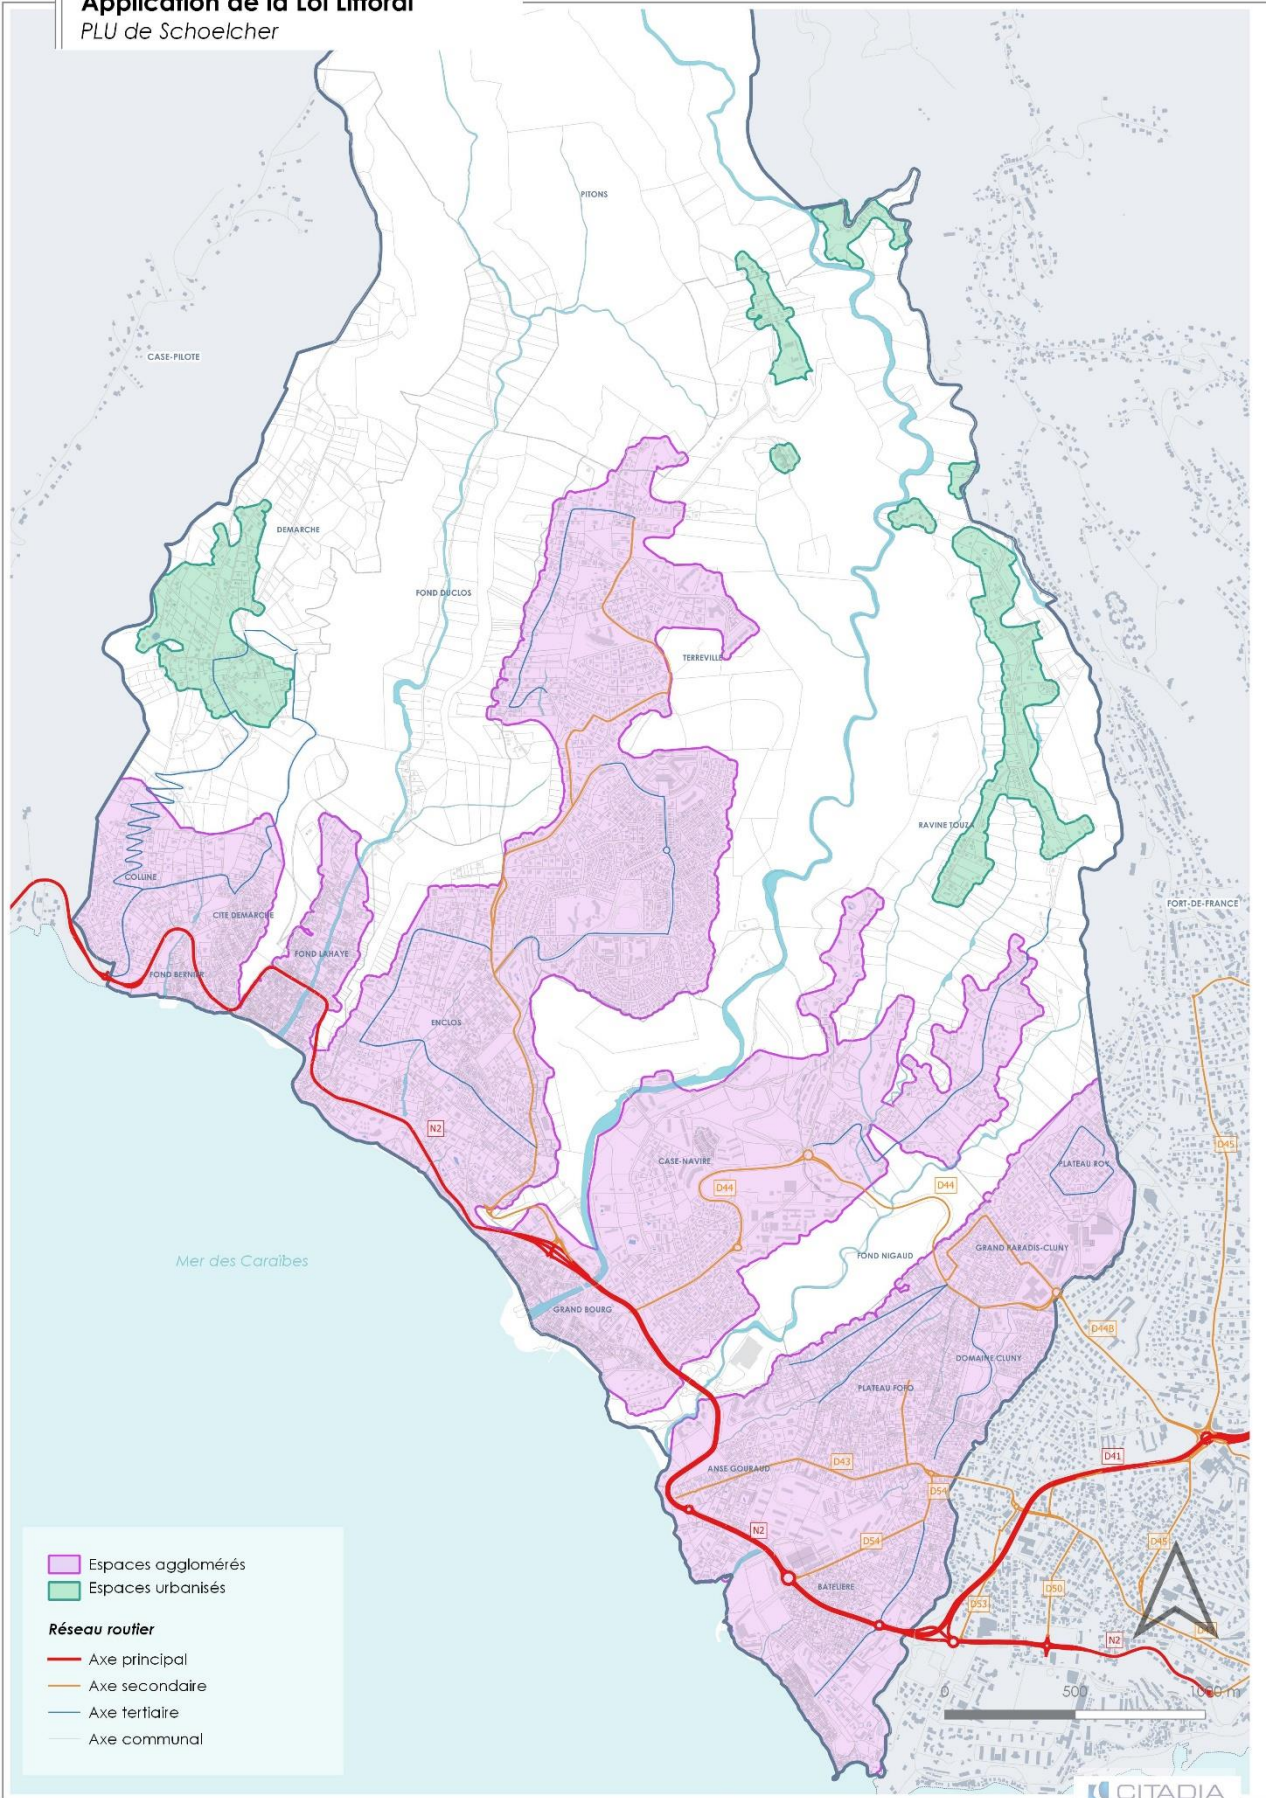 Application de la Loi Littoral
PLU de Schoelcher
PITONS
CASE-PILOTE
DEMARCHE
FOND DUCLOS
TERREVILLE
RAVINE TOUZA
COLLINE
CITE DEMARCHE
FOND LAHAYE
FOND BERNIER
FORT-DE-FRANCE
ENCLOS
N2
D45
CASE-NAVIRE
PLATEAU ROY
D44
D44
Mer des Caraïbes
FOND NIGAUD
GRAND PARADIS-CLUNY
GRAND BOURG
D44B
DOMAINE CLUNY
PLATEAU FOFO
D41
ANSE GOURAUD
D43
D54
N2
D54
D45
BATELIERE
D50
D53
N2
Espaces agglomérés
Espaces urbanisés
Réseau routier
Axe principal
Axe secondaire
Axe tertiaire
Axe communal
0 500 1000 m
CITADIA